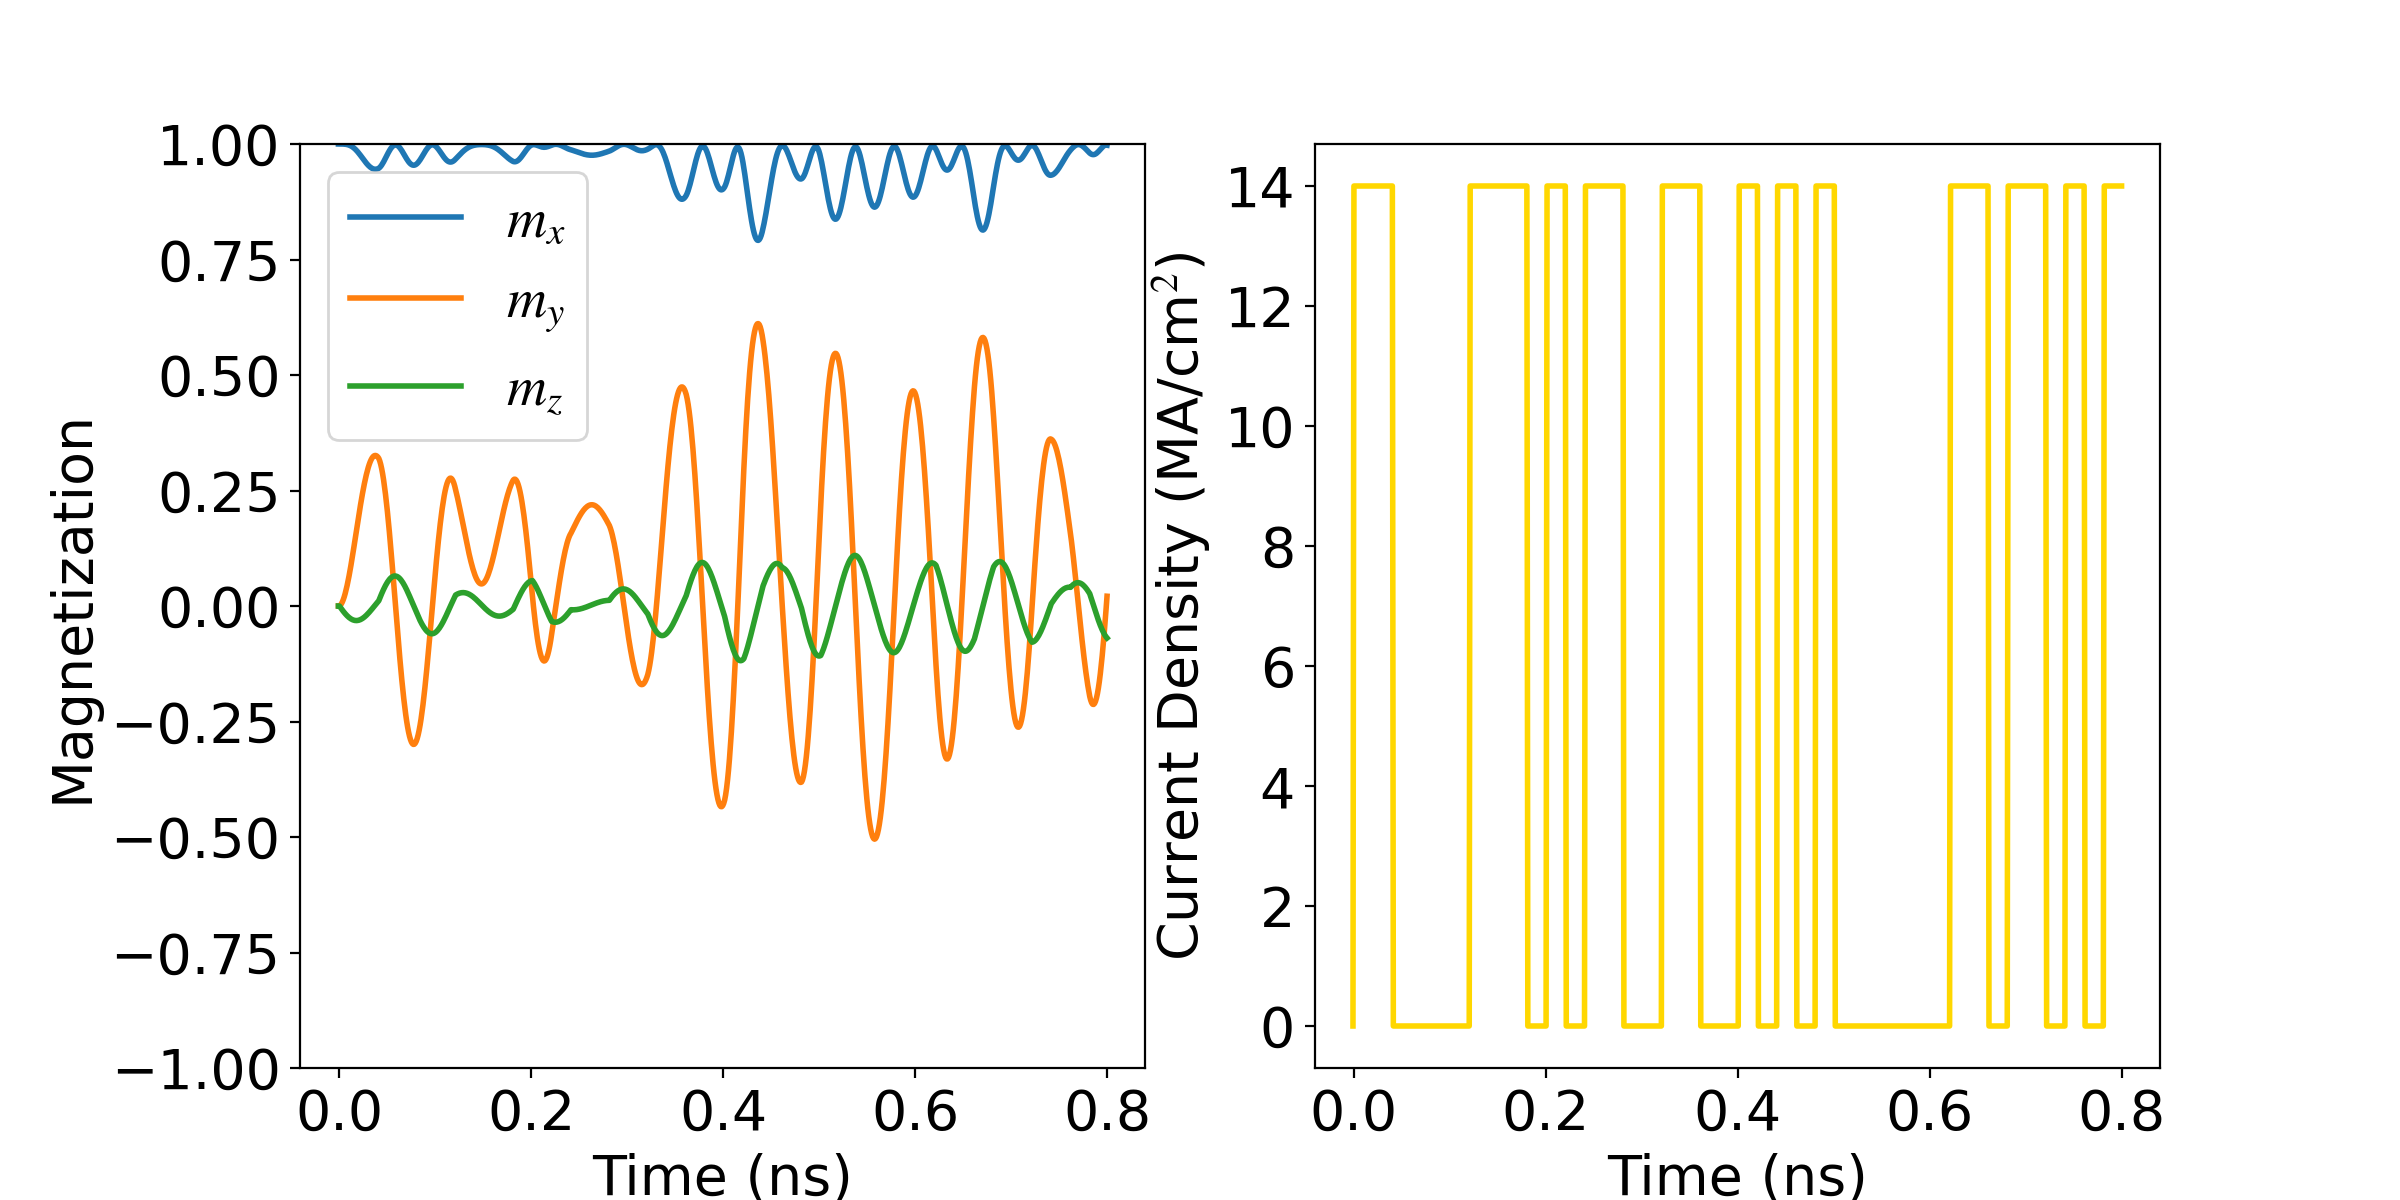 1.00
0.75
0.50
0.25
0.00
−0.25
−0.50
−0.75
−1.00
Magnetization
m_x
m_y
m_z
0.0 0.2 0.4 0.6 0.8
Time (ns)
14
12
10
8
6
4
2
0
Current Density (MA/cm²)
0.0 0.2 0.4 0.6 0.8
Time (ns)